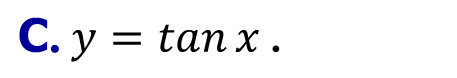 C. y = tan x .